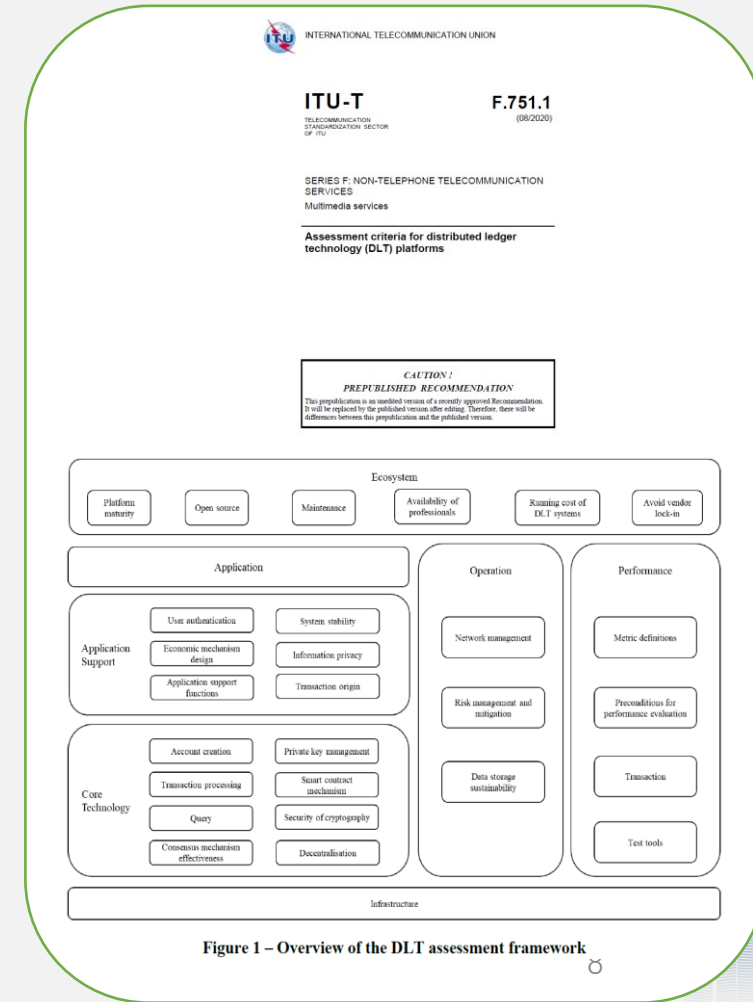 INTERNATIONAL TELECOMMUNICATION UNION
ITU-T
F.751.1
TELECOMMUNICATION
STANDARDIZATION SECTOR
OF ITU
(08/2020)
SERIES F: NON-TELEPHONE TELECOMMUNICATION
SERVICES
Multimedia services
Assessment criteria for distributed ledger
technology (DLT) platforms
CAUTION !
PREPUBLISHED RECOMMENDATION
This prepublication is an unedited version of a recently approved Recommendation.
It will be replaced by the published version after editing. Therefore, there will be
differences between this prepublication and the published version.
Ecosystem
Platform
maturity
Open source
Maintenance
Availability of
professionals
Running cost of
DLT systems
Avoid vendor
lock-in
Application
Application
Support
User authentication
System stability
Economic mechanism
design
Information privacy
Application support
functions
Transaction origin
Core
Technology
Account creation
Private key management
Transaction processing
Smart contract
mechanism
Query
Security of cryptography
Consensus mechanism
effectiveness
Decentralisation
Operation
Network management
Risk management and
mitigation
Data storage
sustainability
Performance
Metric definitions
Preconditions for
performance evaluation
Transaction
Test tools
Infrastructure
Figure 1 – Overview of the DLT assessment framework